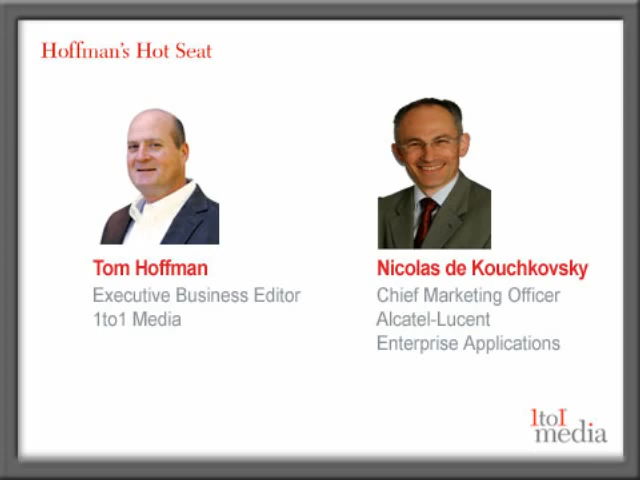 Hoffman's Hot Seat
Tom Hoffman
Executive Business Editor
1to1 Media
Nicolas de Kouchkovsky
Chief Marketing Officer
Alcatel-Lucent
Enterprise Applications
1to1
media